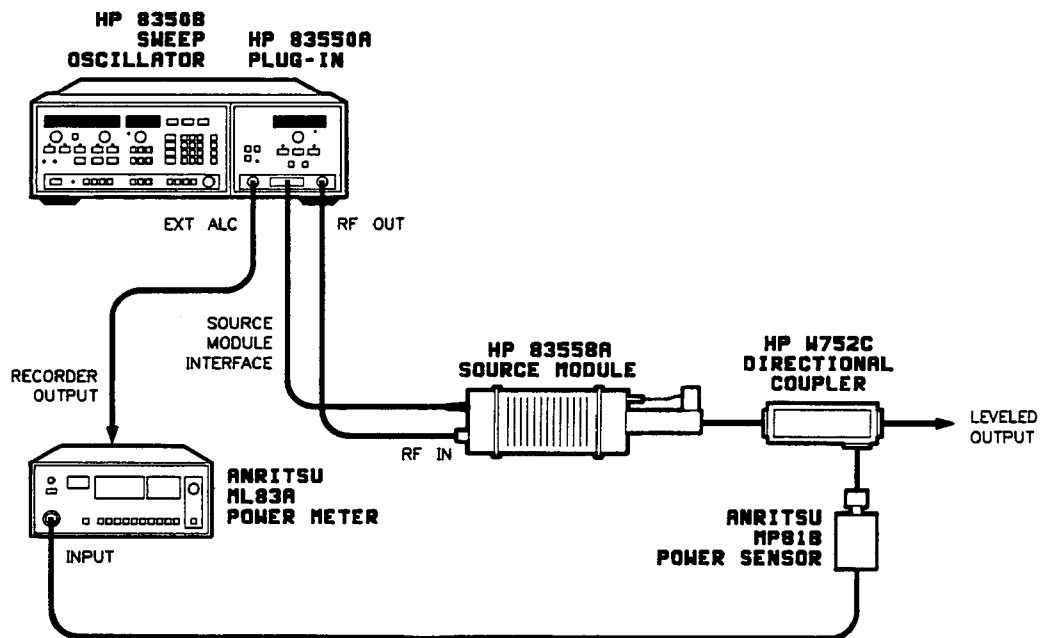 HP 8350B
SWEEP
OSCILLATOR
HP 83550A
PLUG-IN
EXT ALC
RF OUT
SOURCE
MODULE
INTERFACE
RECORDER
OUTPUT
HP 83558A
SOURCE MODULE
RF IN
HP W752C
DIRECTIONAL
COUPLER
LEVELED
OUTPUT
ANRITSU
ML83A
POWER METER
INPUT
ANRITSU
MP81B
POWER SENSOR